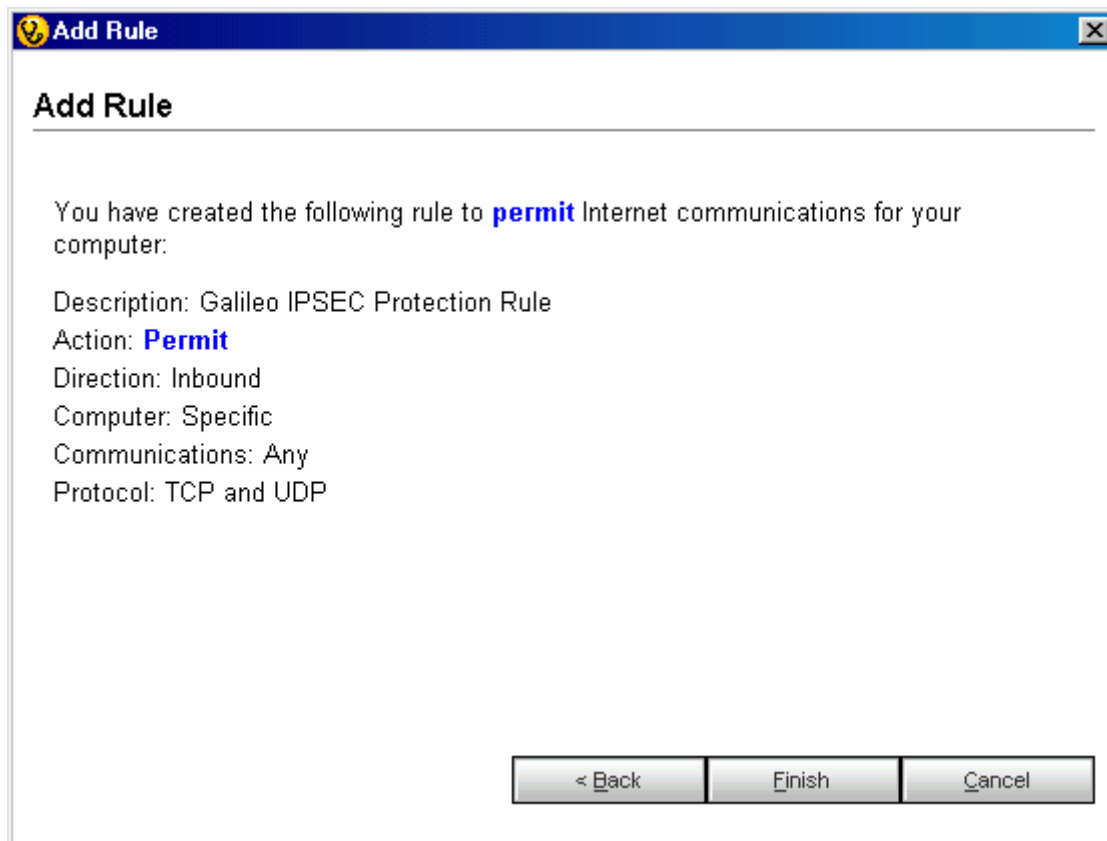 Add Rule
Add Rule
You have created the following rule to permit Internet communications for your
computer:
Description: Galileo IPSEC Protection Rule
Action: Permit
Direction: Inbound
Computer: Specific
Communications: Any
Protocol: TCP and UDP
< Back Finish Cancel